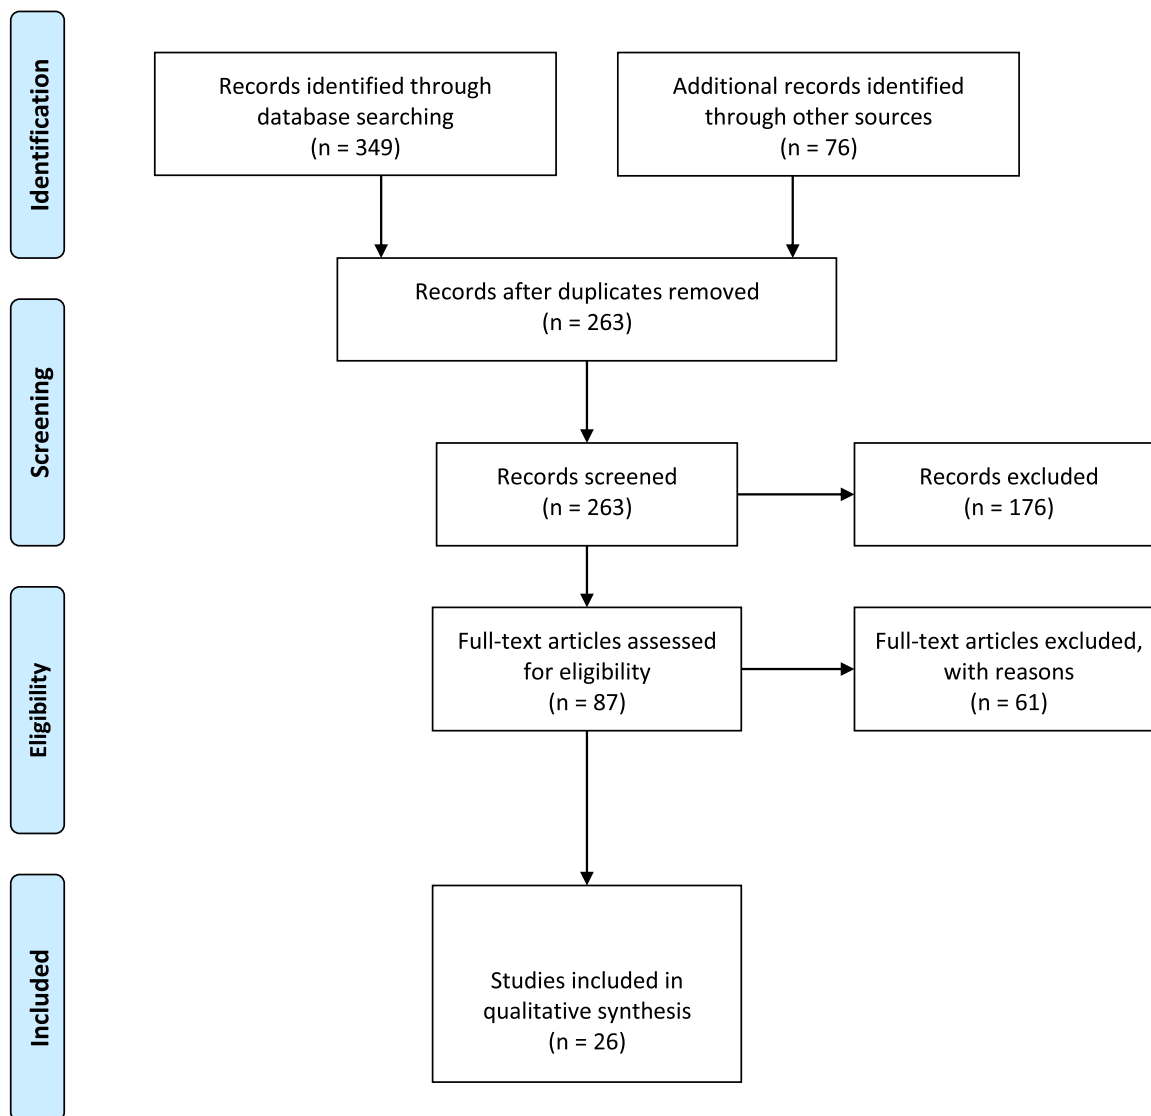 Identification
Records identified through
database searching
(n = 349)
Additional records identified
through other sources
(n = 76)
Records after duplicates removed
(n = 263)
Screening
Records screened
(n = 263)
Records excluded
(n = 176)
Eligibility
Full-text articles assessed
for eligibility
(n = 87)
Full-text articles excluded,
with reasons
(n = 61)
Included
Studies included in
qualitative synthesis
(n = 26)